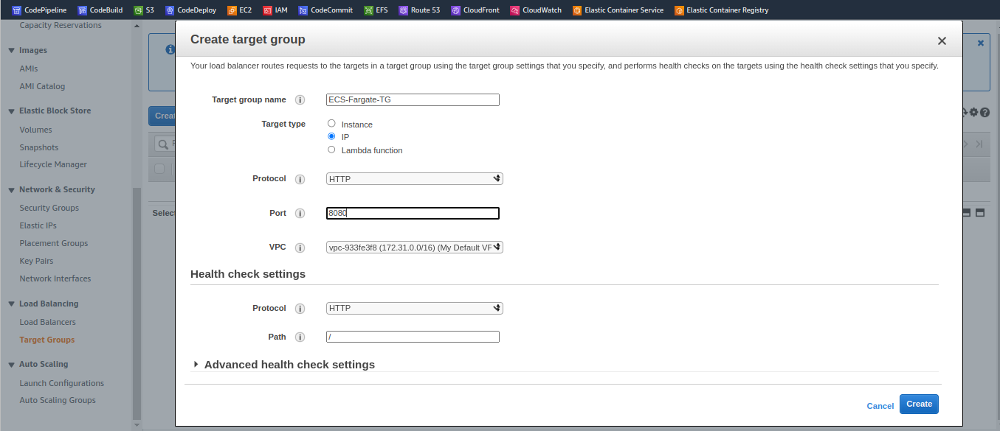 CodePipeline CodeBuild S3 CodeDeploy EC2 IAM CodeCommit EFS Route 53 CloudFront CloudWatch Elastic Container Service Elastic Container Registry
Capacity Reservations
Images
AMIs
AMI Catalog
Elastic Block Store
Volumes
Snapshots
Lifecycle Manager
Network & Security
Security Groups
Elastic IPs
Placement Groups
Key Pairs
Network Interfaces
Load Balancing
Load Balancers
Target Groups
Auto Scaling
Launch Configurations
Auto Scaling Groups
Create target group
Your load balancer routes requests to the targets in a target group using the target group settings that you specify, and performs health checks on the targets using the health check settings that you specify.
Target group name ECS-Fargate-TG
Target type Instance
IP
Lambda function
Protocol HTTP
Port 8080
VPC vpc-933fe3f8 (172.31.0.0/16) (My Default VP
Health check settings
Protocol HTTP
Path /
Advanced health check settings
Cancel Create